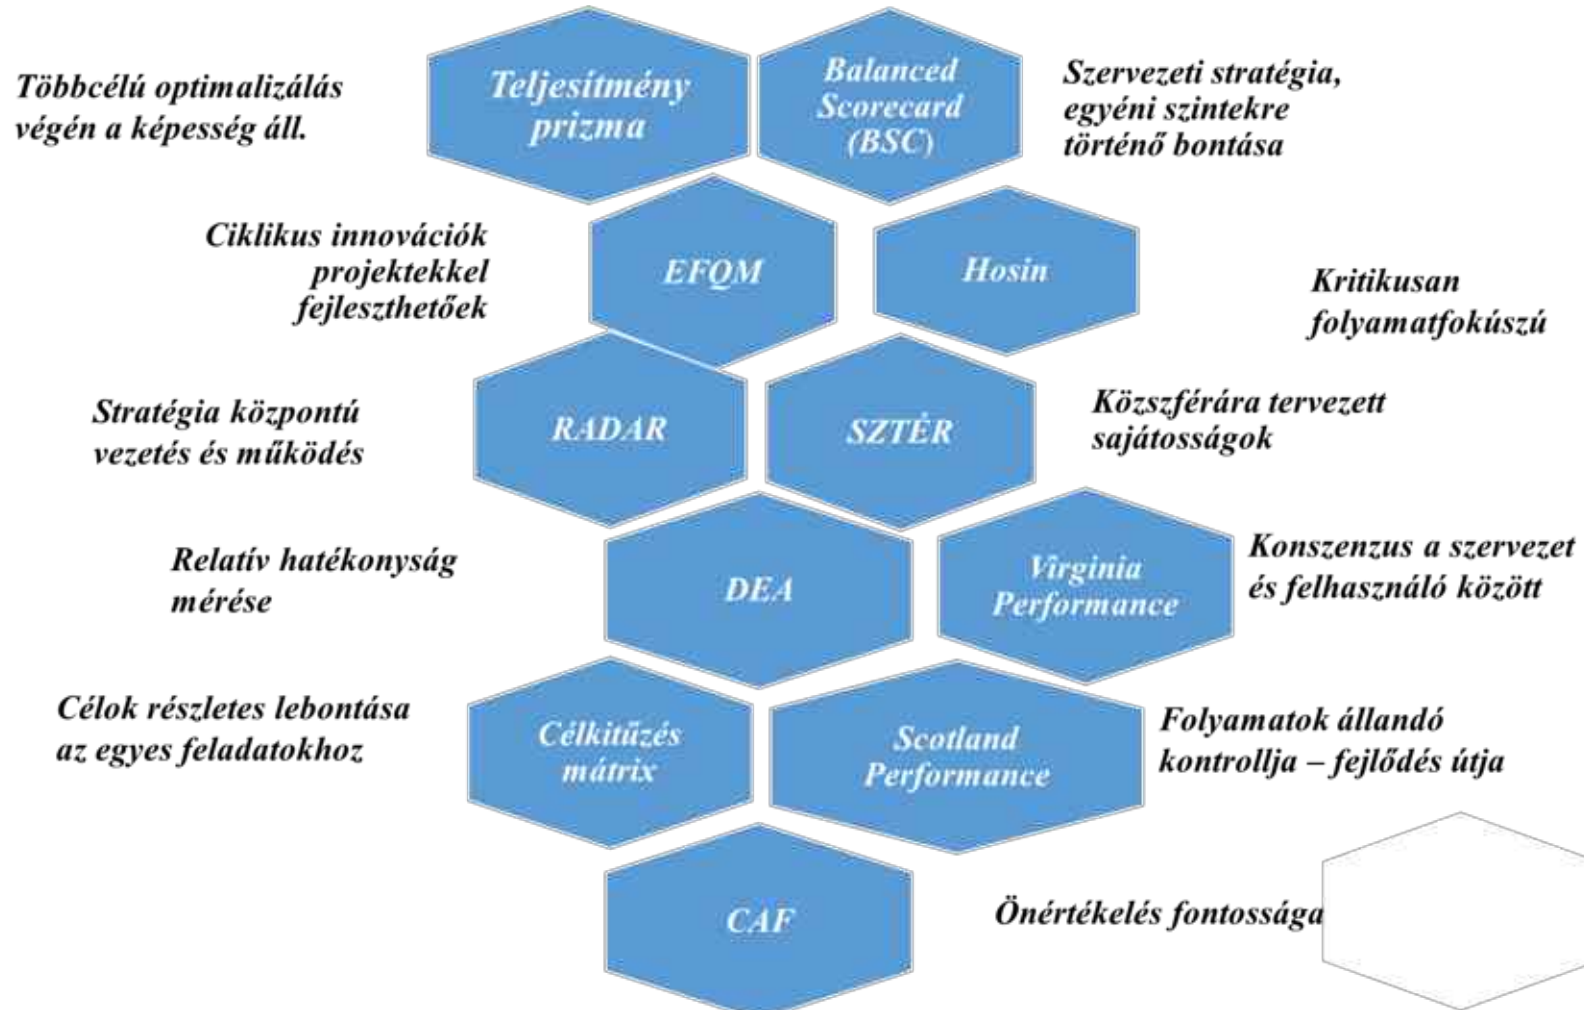 Többcélú optimalizálás
végén a képesség áll.
Teljesítmény
prizma
Balanced
Scorecard
(BSC)
Szervezeti stratégia,
egyéni szintekre
történő bontása
Ciklikus innovációk
projektekkel
fejleszthetőek
EFQM
Hosin
Kritikusan
folyamatfokúszú
Stratégia központú
vezetés és működés
RADAR
SZTÉR
Közszférára tervezett
sajátosságok
Relatív hatékonyság
mérése
DEA
Virginia
Performance
Konszenzus a szervezet
és felhasználó között
Célok részletes lebontása
az egyes feladatokhoz
Célkitűzés
mátrix
Scotland
Performance
Folyamatok állandó
kontrollja – fejlődés útja
CAF
Önértékelés fontossága